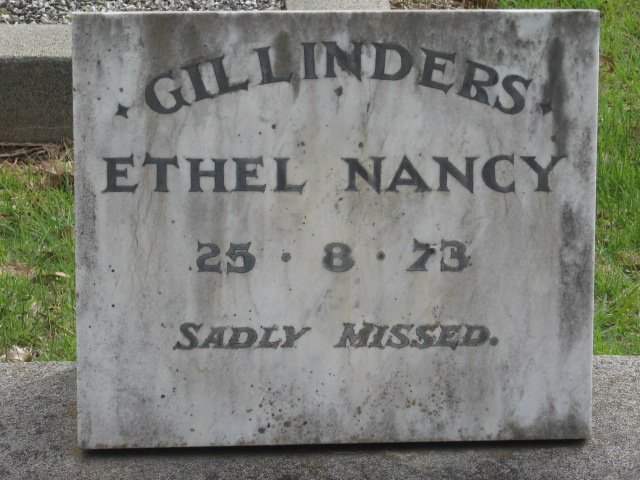 · GILLINDERS ·
ETHEL NANCY
25 · 8 · 73
SADLY MISSED.